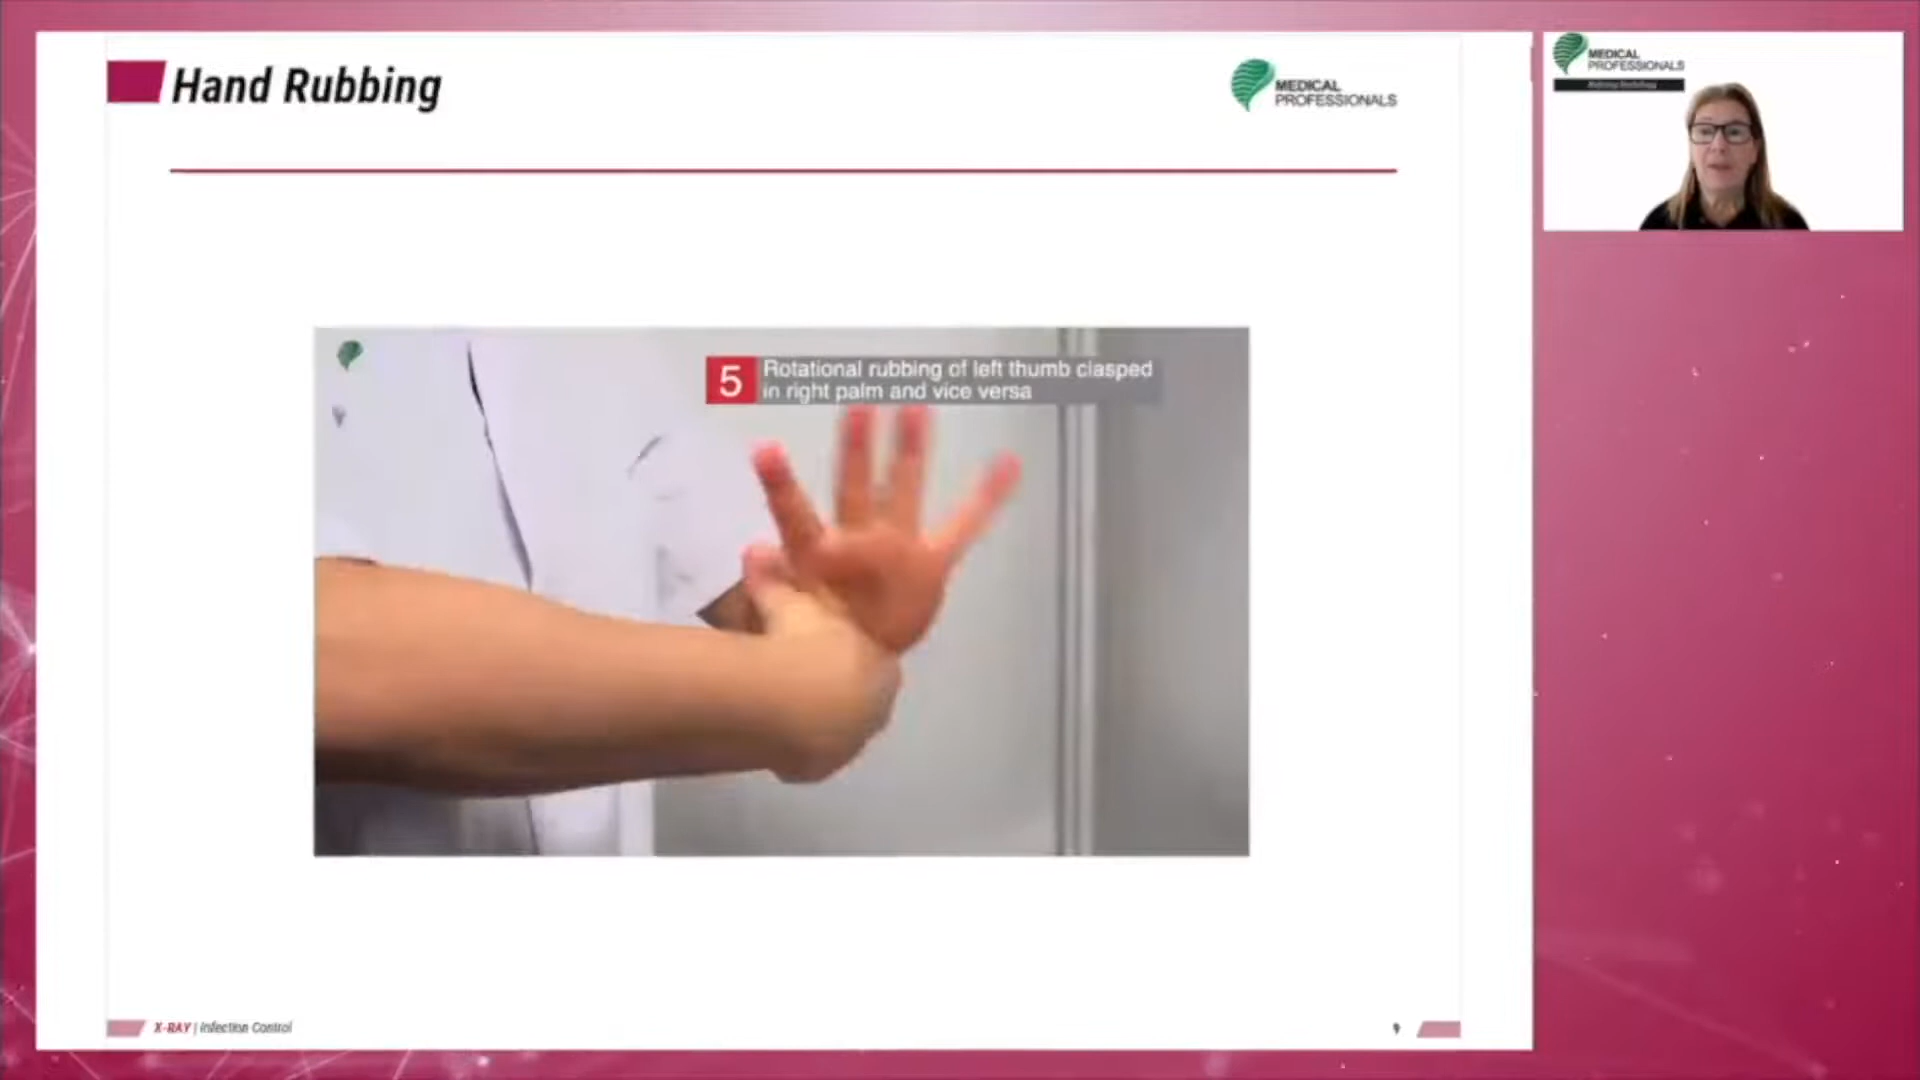 Hand Rubbing
MEDICAL
PROFESSIONALS
MEDICAL
PROFESSIONALS
5
Rotational rubbing of left thumb clasped
in right palm and vice versa
X-RAY | Infection Control
9